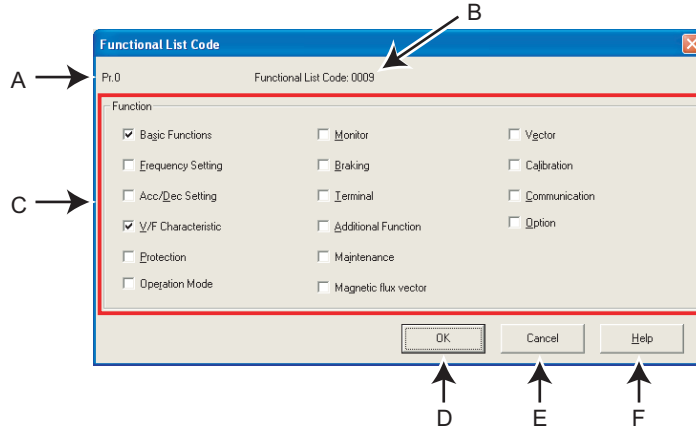 B
Functional List Code
A
Pr.0 Functional List Code: 0009
Function
Basic Functions Monitor Vector
Frequency Setting Braking Calibration
Acc/Dec Setting Terminal Communication
C
V/F Characteristic Additional Function Option
Protection Maintenance
Operation Mode Magnetic flux vector
OK Cancel Help
D E F